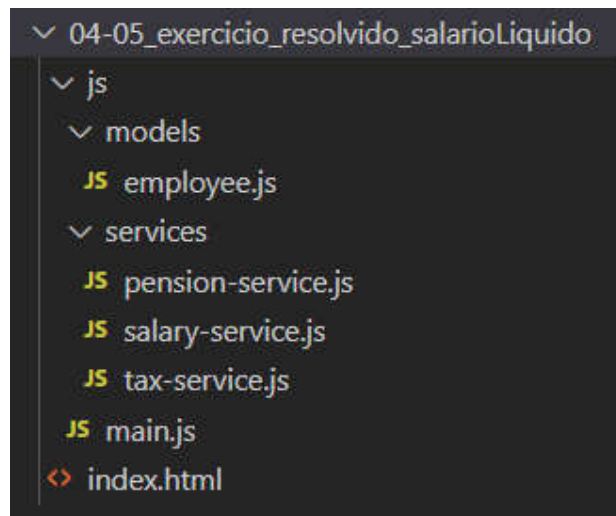 04-05_exercicio_resolvido_salarioLiquido
js
models
JS employee.js
services
JS pension-service.js
JS salary-service.js
JS tax-service.js
JS main.js
<> index.html